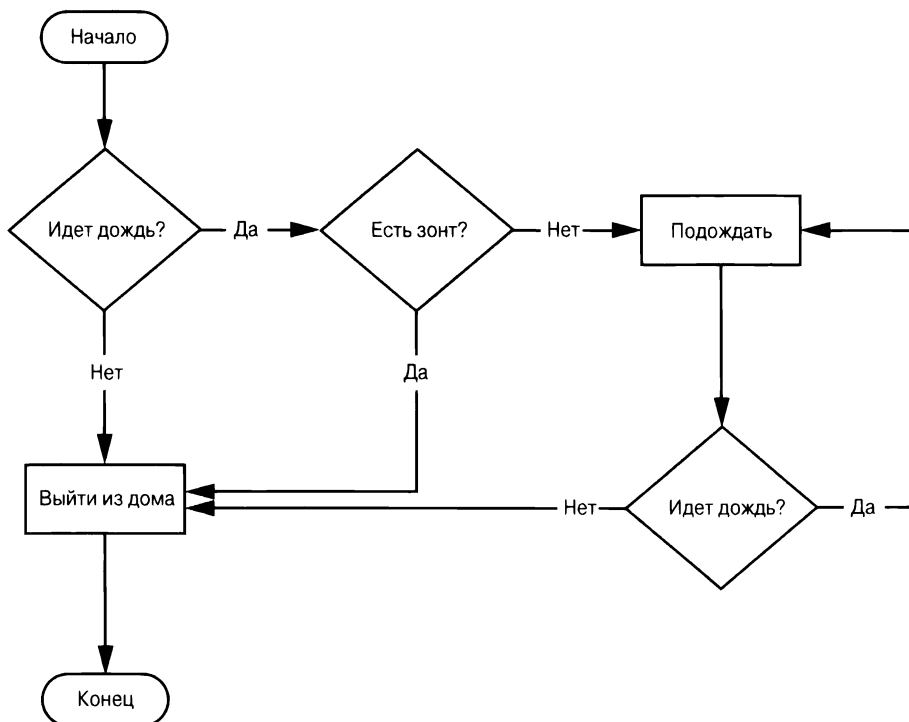 Начало
Идет дождь?
Да
Есть зонт?
Нет
Подождать
Нет
Да
Выйти из дома
Нет
Идет дождь?
Да
Конец